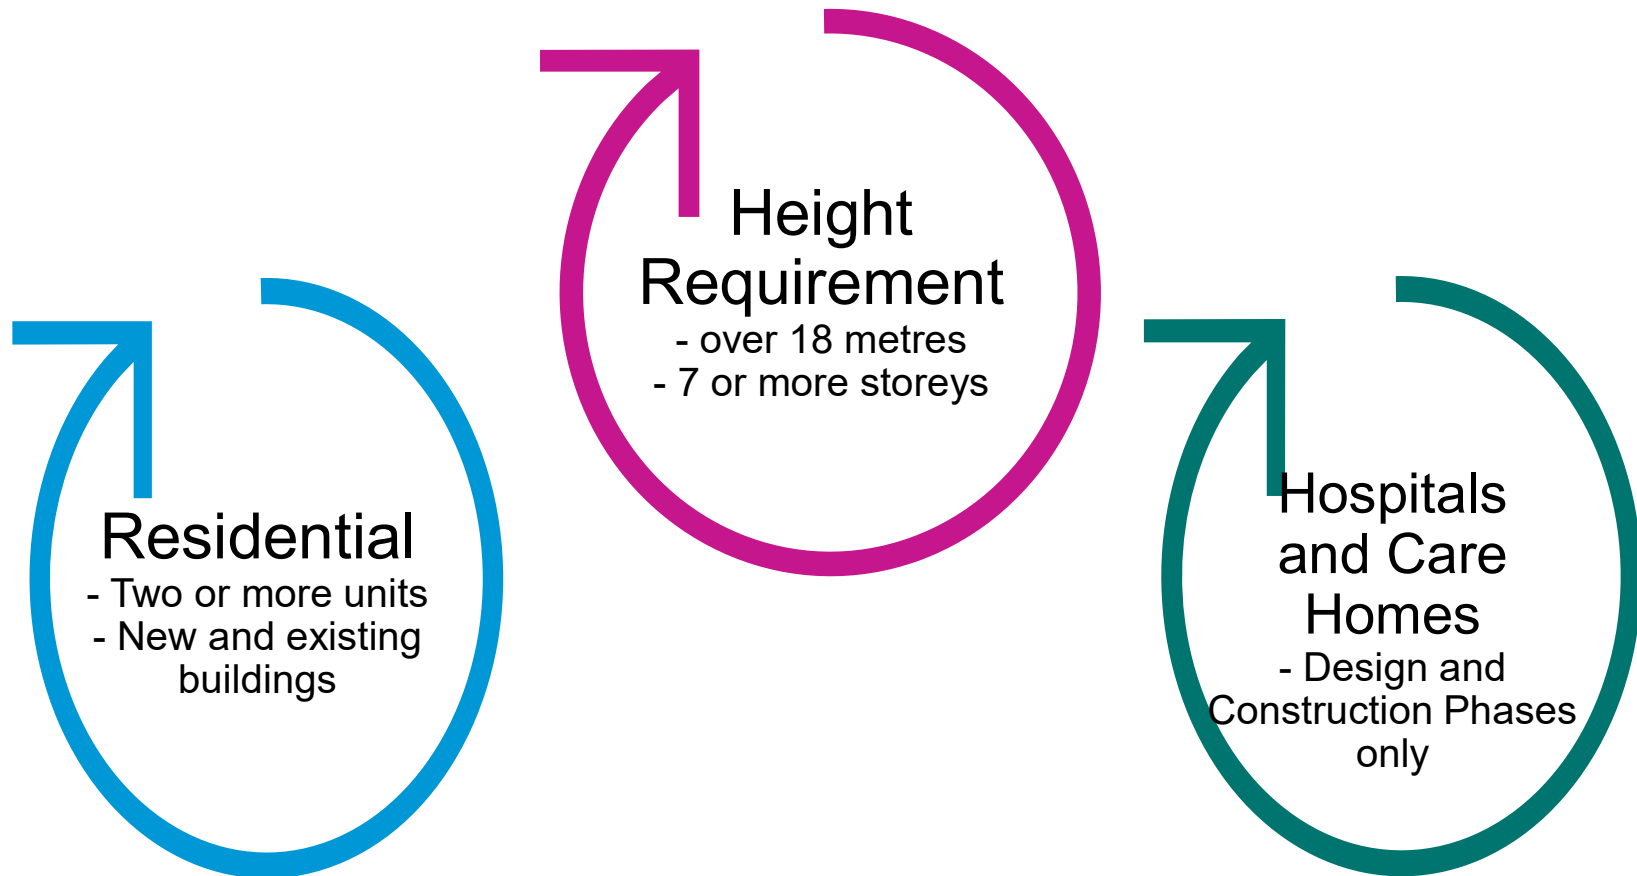 Residential
- Two or more units
- New and existing
buildings
Height
Requirement
- over 18 metres
- 7 or more storeys
Hospitals
and Care
Homes
- Design and
Construction Phases
only